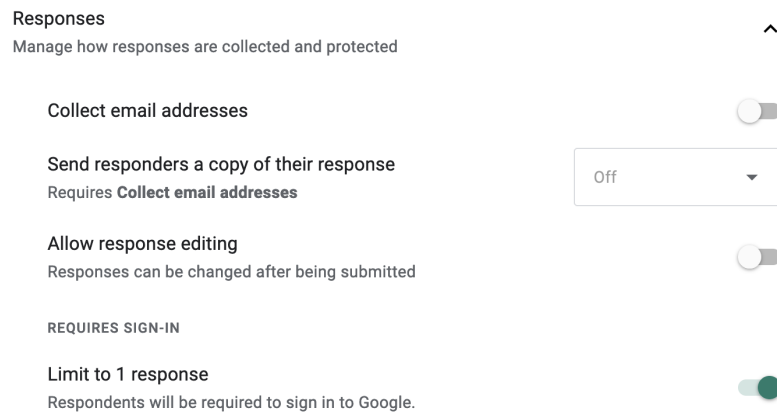 Responses
Manage how responses are collected and protected
Collect email addresses
Send responders a copy of their response
Requires Collect email addresses
Off
Allow response editing
Responses can be changed after being submitted
REQUIRES SIGN-IN
Limit to 1 response
Respondents will be required to sign in to Google.